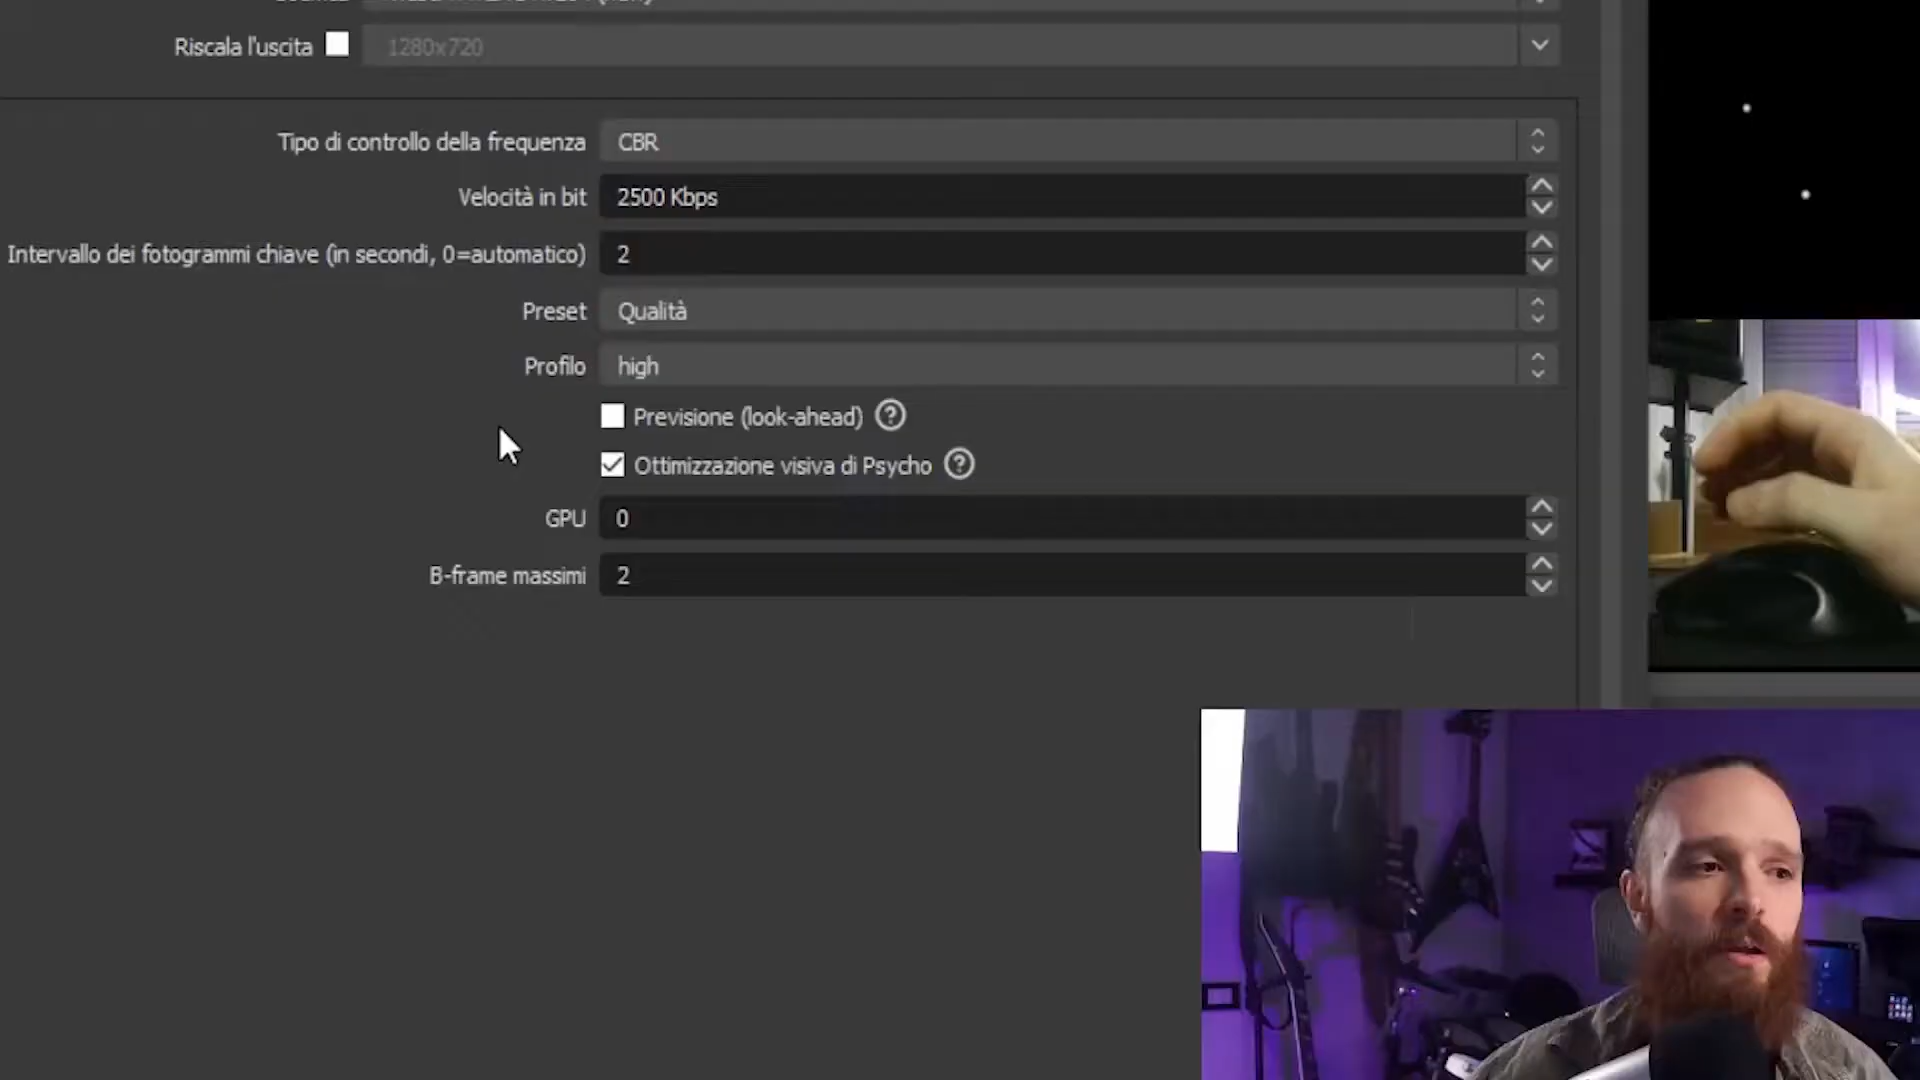 Riscala l'uscita 1280x720
Tipo di controllo della frequenza CBR
Velocità in bit 2500 Kbps
Intervallo dei fotogrammi chiave (in secondi, 0=automatico) 2
Preset Qualità
Profilo high
Previsione (look-ahead) ?
Ottimizzazione visiva di Psycho ?
GPU 0
B-frame massimi 2